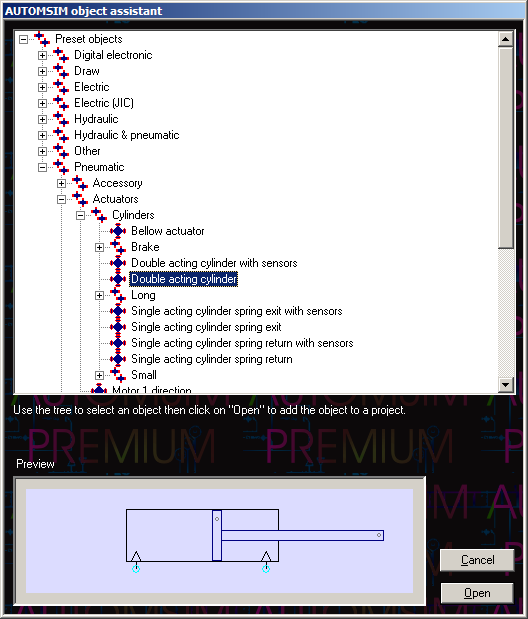 AUTOMSIM object assistant
Preset objects
Digital electronic
Draw
Electric
Electric (JIC)
Hydraulic
Hydraulic & pneumatic
Other
Pneumatic
Accessory
Actuators
Cylinders
Bellow actuator
Brake
Double acting cylinder with sensors
Double acting cylinder
Long
Single acting cylinder spring exit with sensors
Single acting cylinder spring exit
Single acting cylinder spring return with sensors
Single acting cylinder spring return
Small
Motor 1 direction
Use the tree to select an object then click on "Open" to add the object to a project.
PREMIUM
PREMIUM
Preview
Cancel
Open